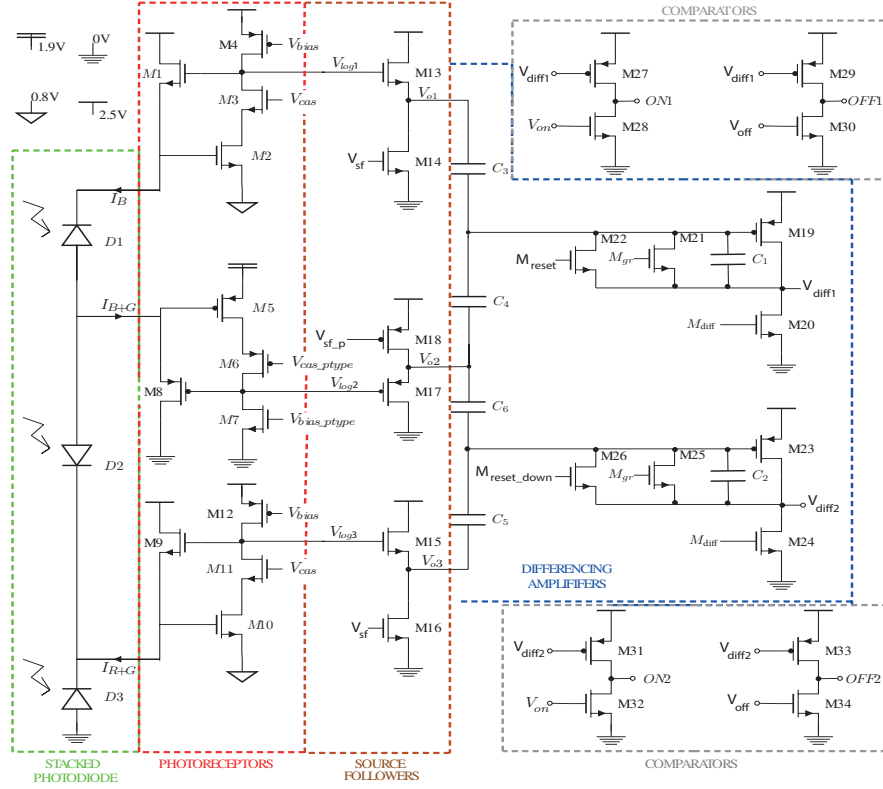 COMPARATORS
1.9V
0V
0.8V
2.5V
M4
V_bias
M1
M3
V_cas
M2
V_log1
M13
V_o1
V_sf
M14
C_3
V_diff1
M27
ON1
V_on
M28
V_diff1
M29
OFF1
V_off
M30
I_B
D1
I_B+G
M5
M6
V_cas_ptype
M8
V_log2
M7
V_bias_ptype
V_sf_p
M18
V_o2
M17
C_4
C_6
M_reset
M22
M_gr
M21
C_1
M19
V_diff1
M_diff
M20
D2
M12
V_bias
M9
M11
V_cas
M10
V_log3
M15
V_o3
V_sf
M16
C_5
M_reset_down
M26
M_gr
M25
C_2
M23
V_diff2
M_diff
M24
DIFFERENCING
AMPLIFIFERS
I_R+G
D3
V_diff2
M31
ON2
V_on
M32
V_diff2
M33
OFF2
V_off
M34
STACKED
PHOTODIODE
PHOTORECEPTORS
SOURCE
FOLLOWERS
COMPARATORS